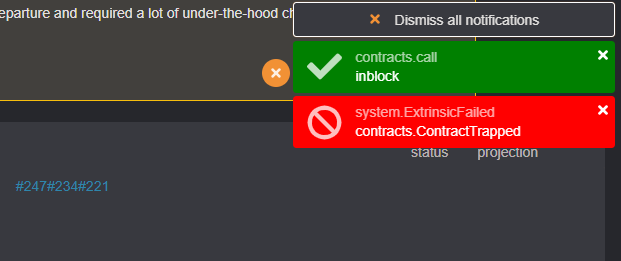 eparture and required a lot of under-the-hood ch
Dismiss all notifications
contracts.call
inblock
system.ExtrinsicFailed
contracts.ContractTrapped
status projection
#247#234#221